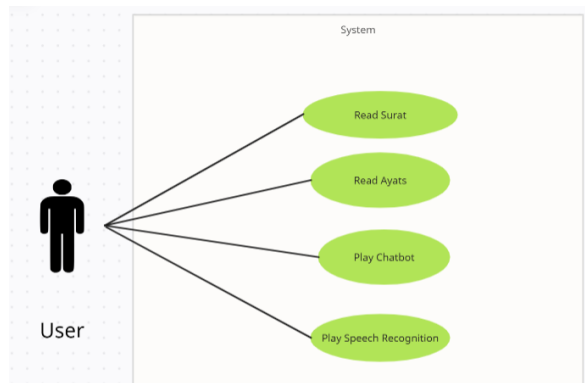 System
Read Surat
Read Ayats
Play Chatbot
User
Play Speech Recognition